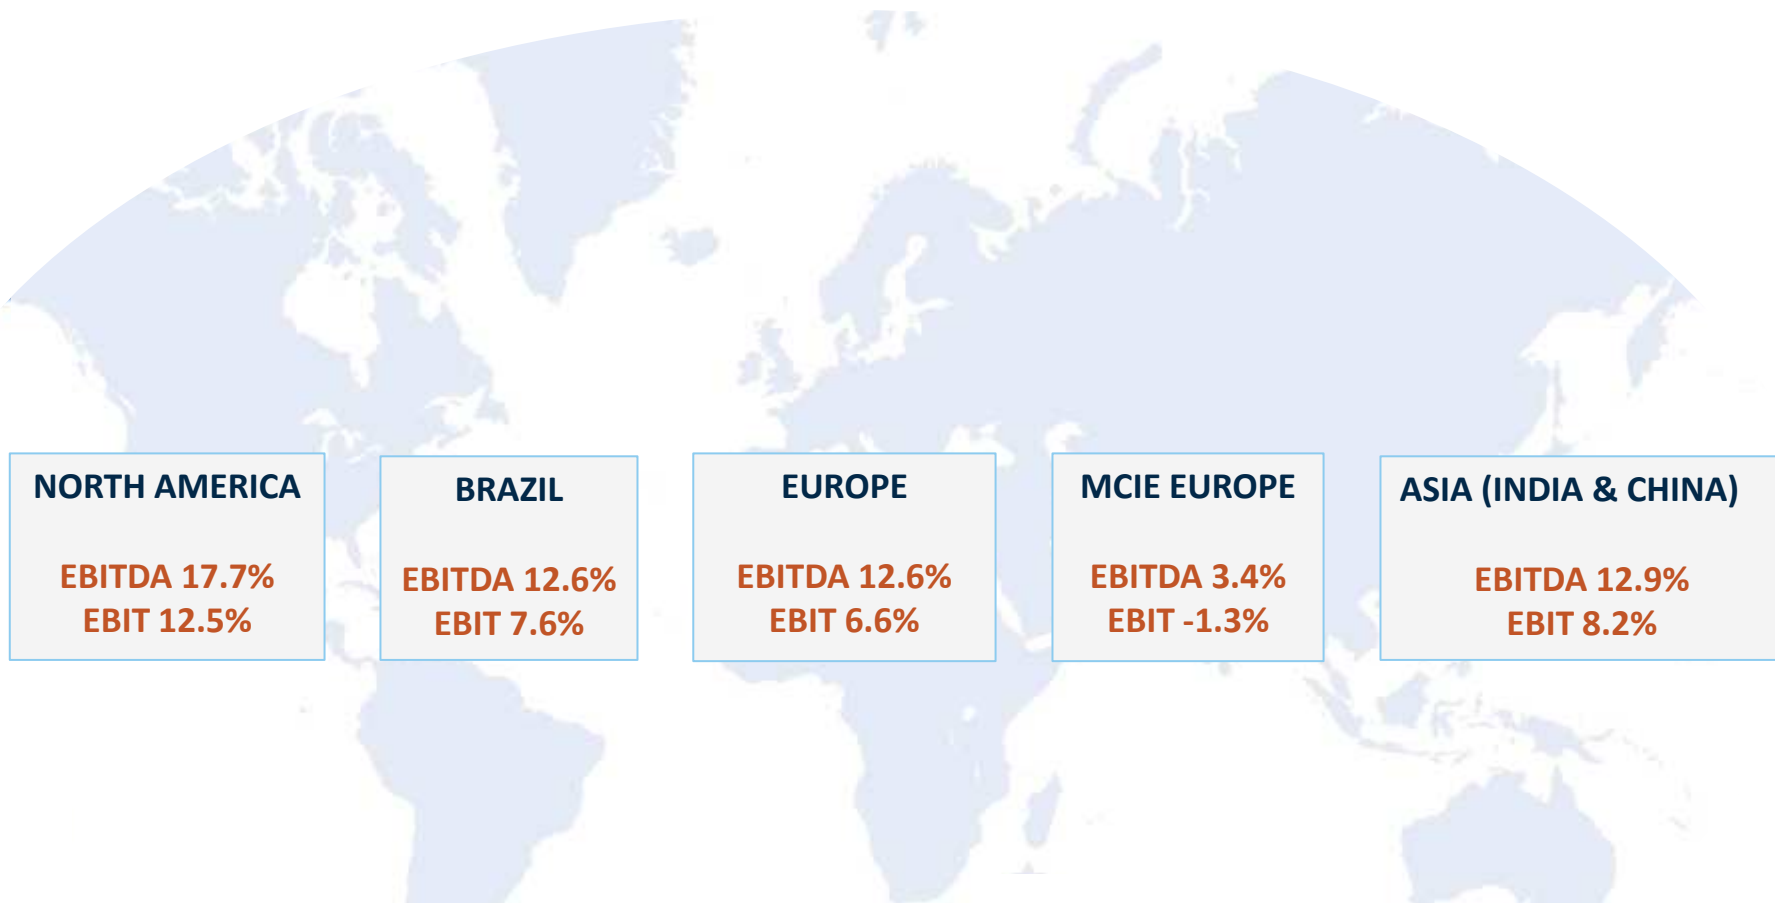 NORTH AMERICA
EBITDA 17.7%
EBIT 12.5%
BRAZIL
EBITDA 12.6%
EBIT 7.6%
EUROPE
EBITDA 12.6%
EBIT 6.6%
MCIE EUROPE
EBITDA 3.4%
EBIT -1.3%
ASIA (INDIA & CHINA)
EBITDA 12.9%
EBIT 8.2%